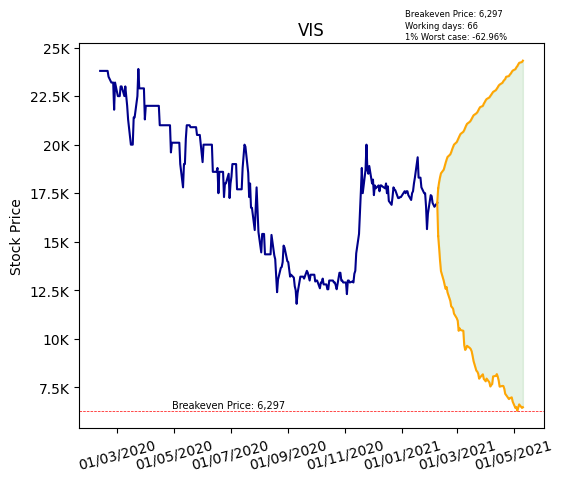 Breakeven Price: 6,297
Working days: 66
1% Worst case: -62.96%
VIS
Stock Price
25K
22.5K
20K
17.5K
15K
12.5K
10K
7.5K
Breakeven Price: 6,297
01/03/2020 01/05/2020 01/07/2020 01/09/2020 01/11/2020 01/01/2021 01/03/2021 01/05/2021